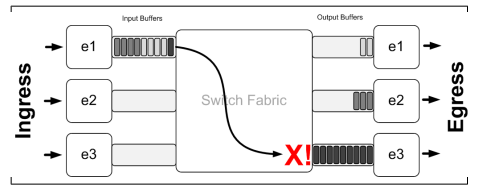 Input Buffers
Output Buffers
Ingress
e1
e2
e3
Switch Fabric
X!
e1
e2
e3
Egress